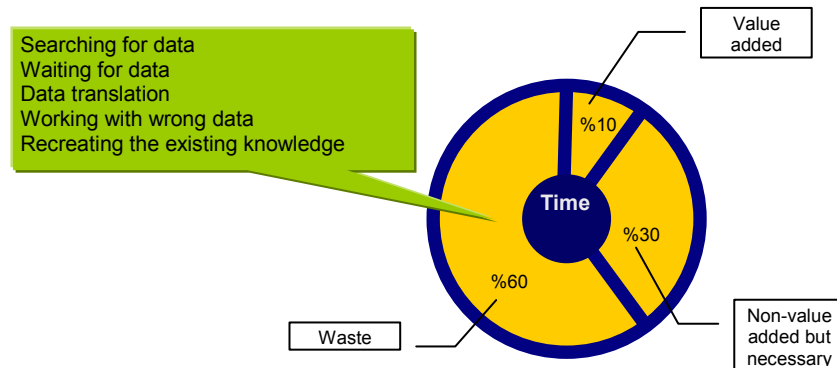 Searching for data
Waiting for data
Data translation
Working with wrong data
Recreating the existing knowledge
Value
added
%10
Time
%30
%60
Waste
Non-value
added but
necessary